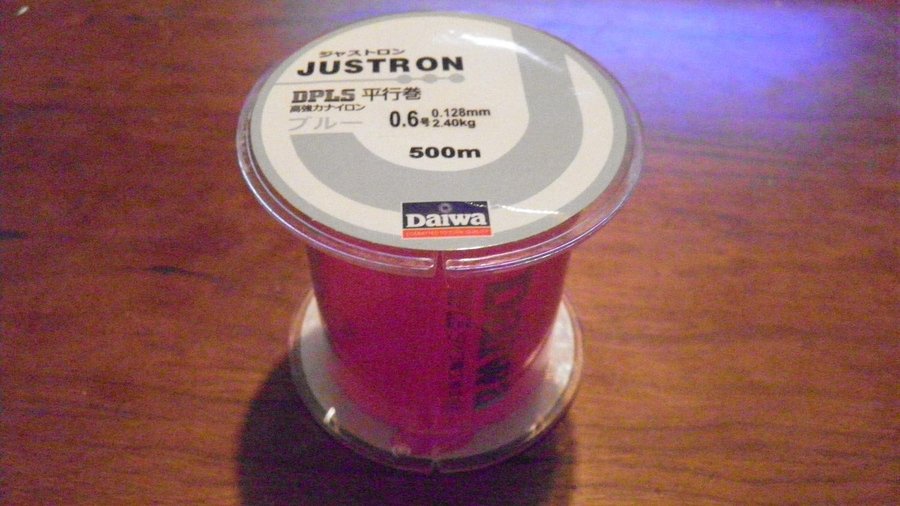 ジャストロン
JUSTRON
DPLS 平行巻
高強力ナイロン
ブルー
0.6号 0.128mm
2.40kg
500m
Daiwa